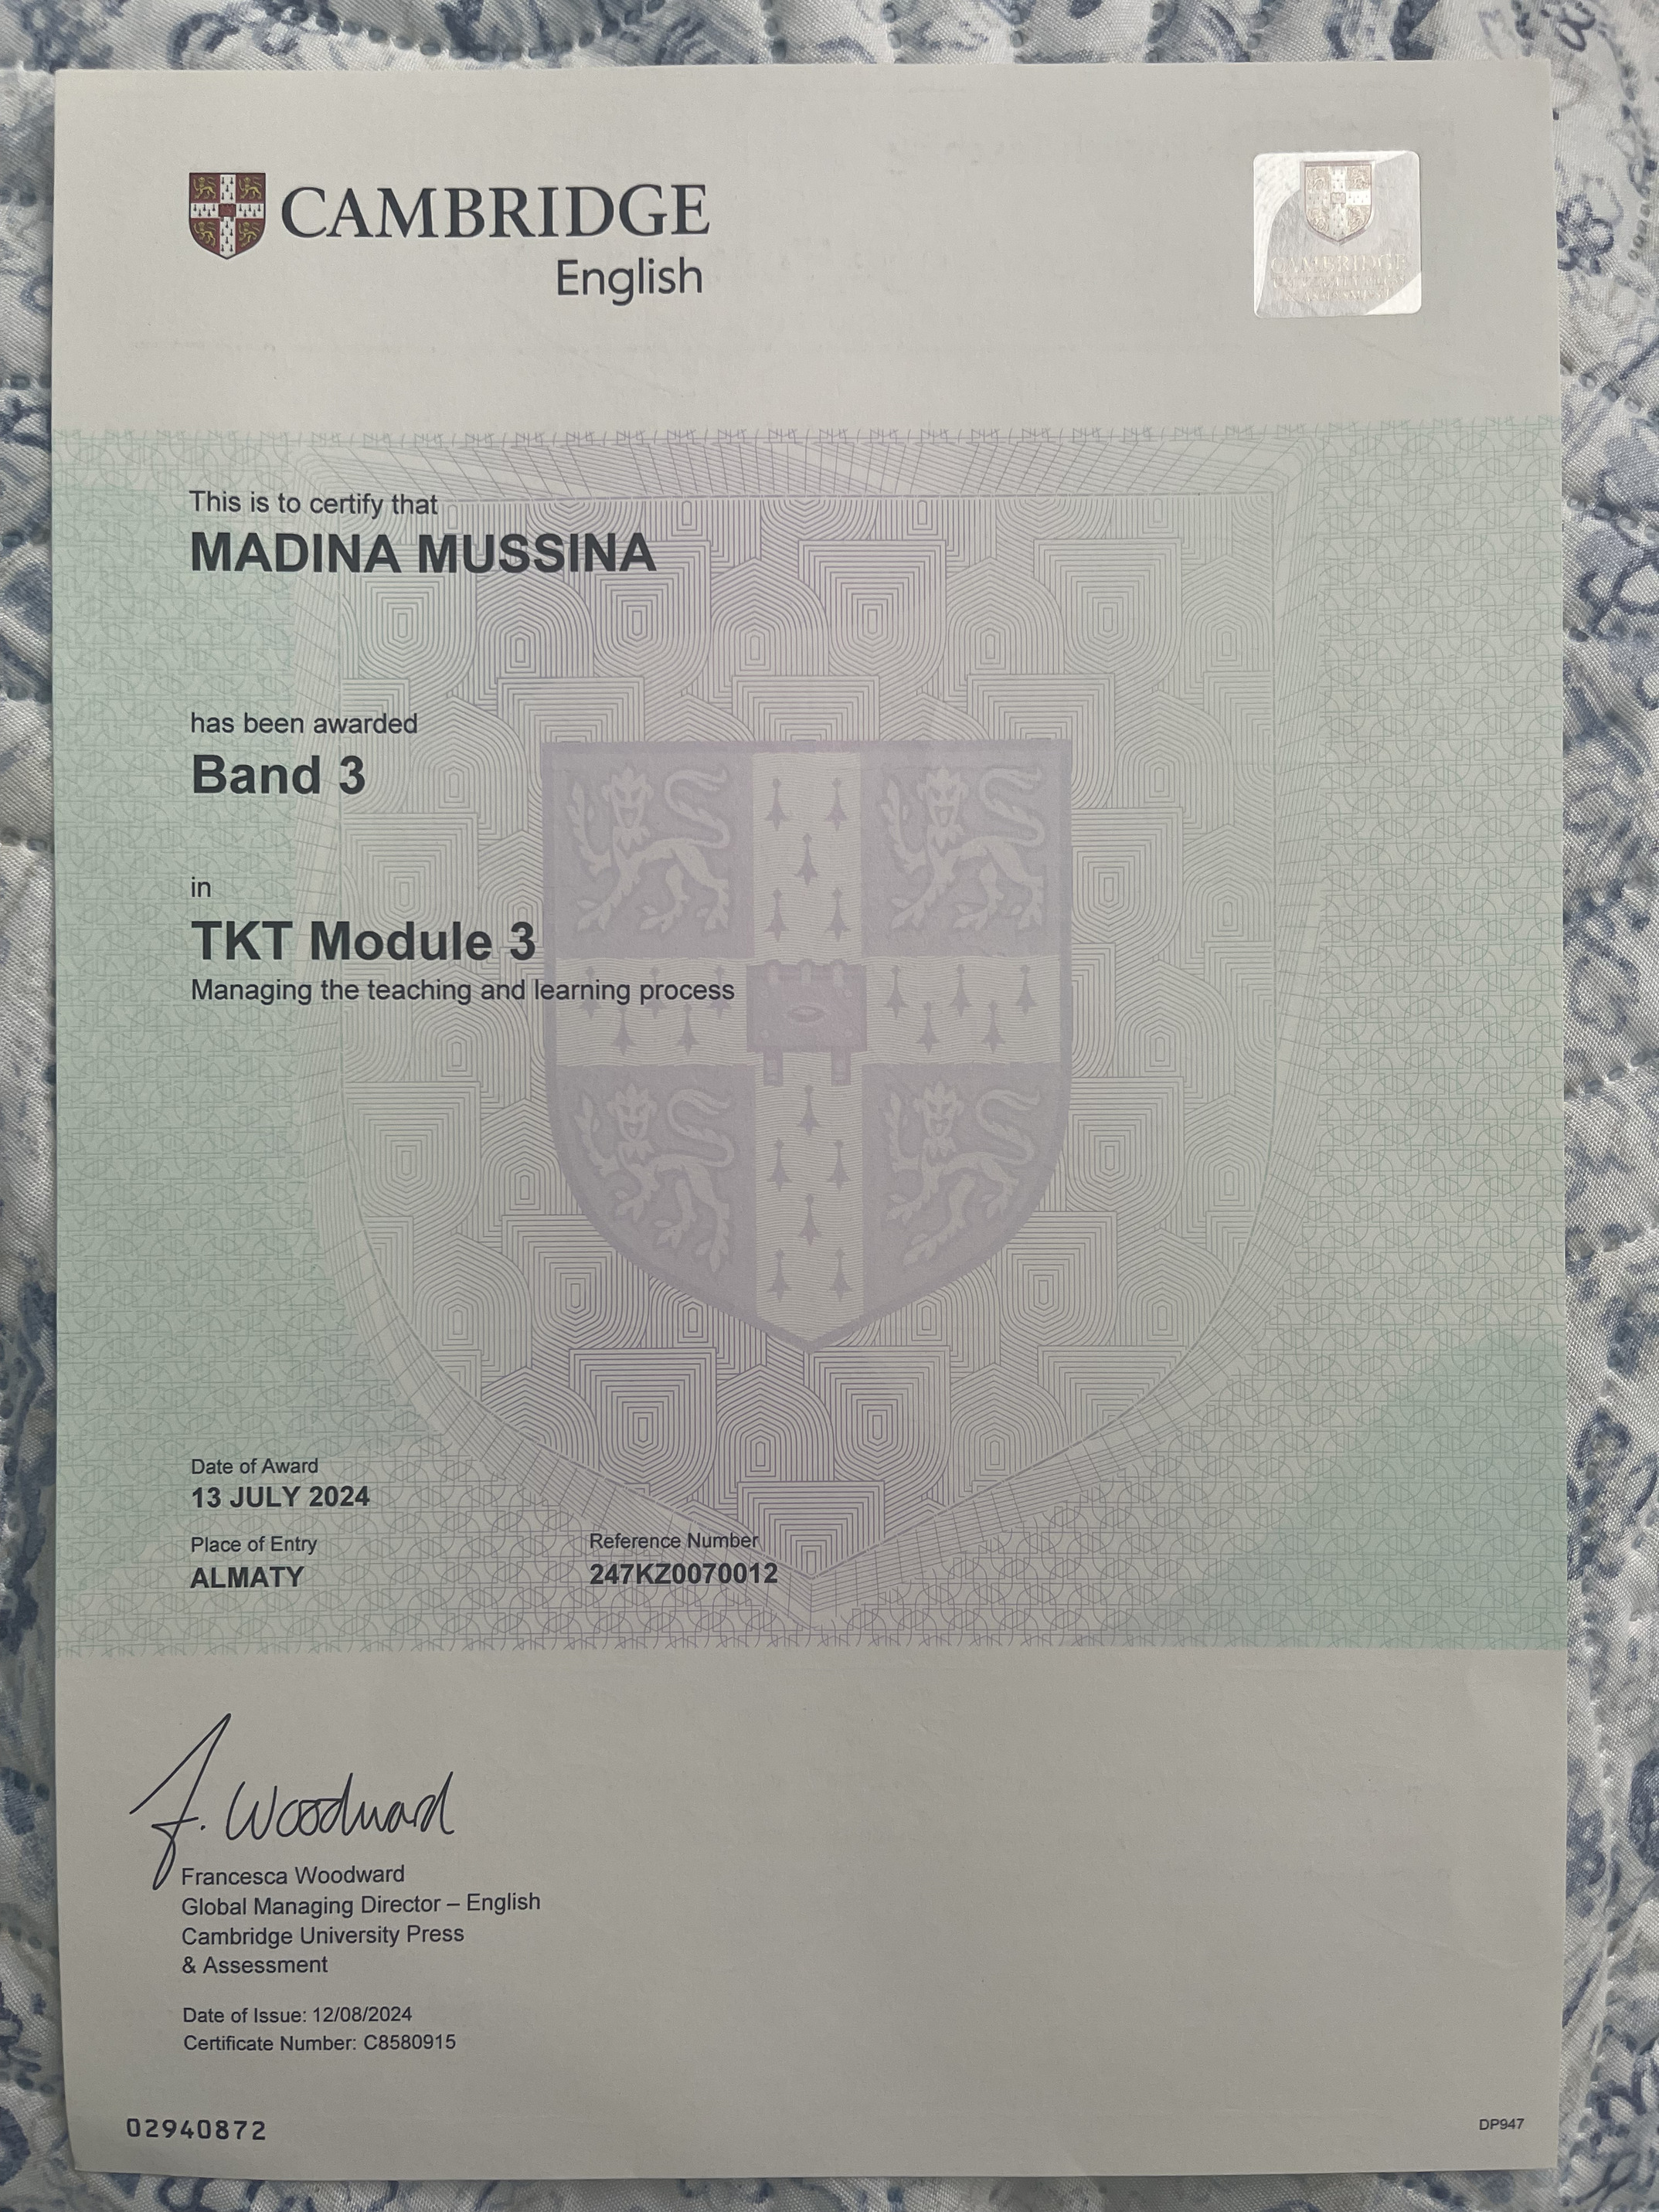 CAMBRIDGE
English
CAMBRIDGE
This is to certify that
MADINA MUSSINA
has been awarded
Band 3
in
TKT Module 3
Managing the teaching and learning process
Date of Award
13 JULY 2024
Place of Entry
ALMATY
Reference Number
247KZ0070012
F. Woodward
Francesca Woodward
Global Managing Director – English
Cambridge University Press
& Assessment
Date of Issue: 12/08/2024
Certificate Number: C8580915
02940872
DP947